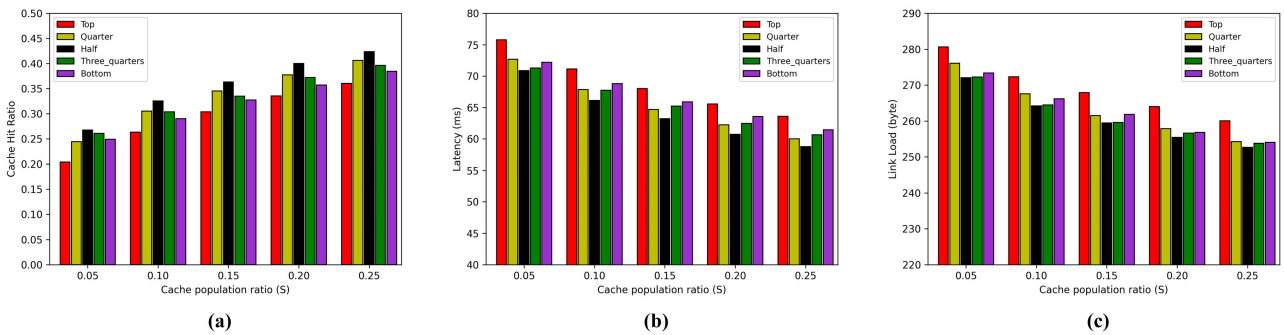 0.50
0.45
0.40
0.35
0.30
0.25
0.20
0.15
0.10
0.05
0.00
Cache Hit Ratio
Top
Quarter
Half
Three_quarters
Bottom
0.05 0.10 0.15 0.20 0.25
Cache population ratio (S)
(a)
80
75
70
65
60
55
50
45
40
Latency (ms)
Top
Quarter
Half
Three_quarters
Bottom
0.05 0.10 0.15 0.20 0.25
Cache population ratio (S)
(b)
290
280
270
260
250
240
230
220
Link Load (byte)
Top
Quarter
Half
Three_quarters
Bottom
0.05 0.10 0.15 0.20 0.25
Cache population ratio (S)
(c)